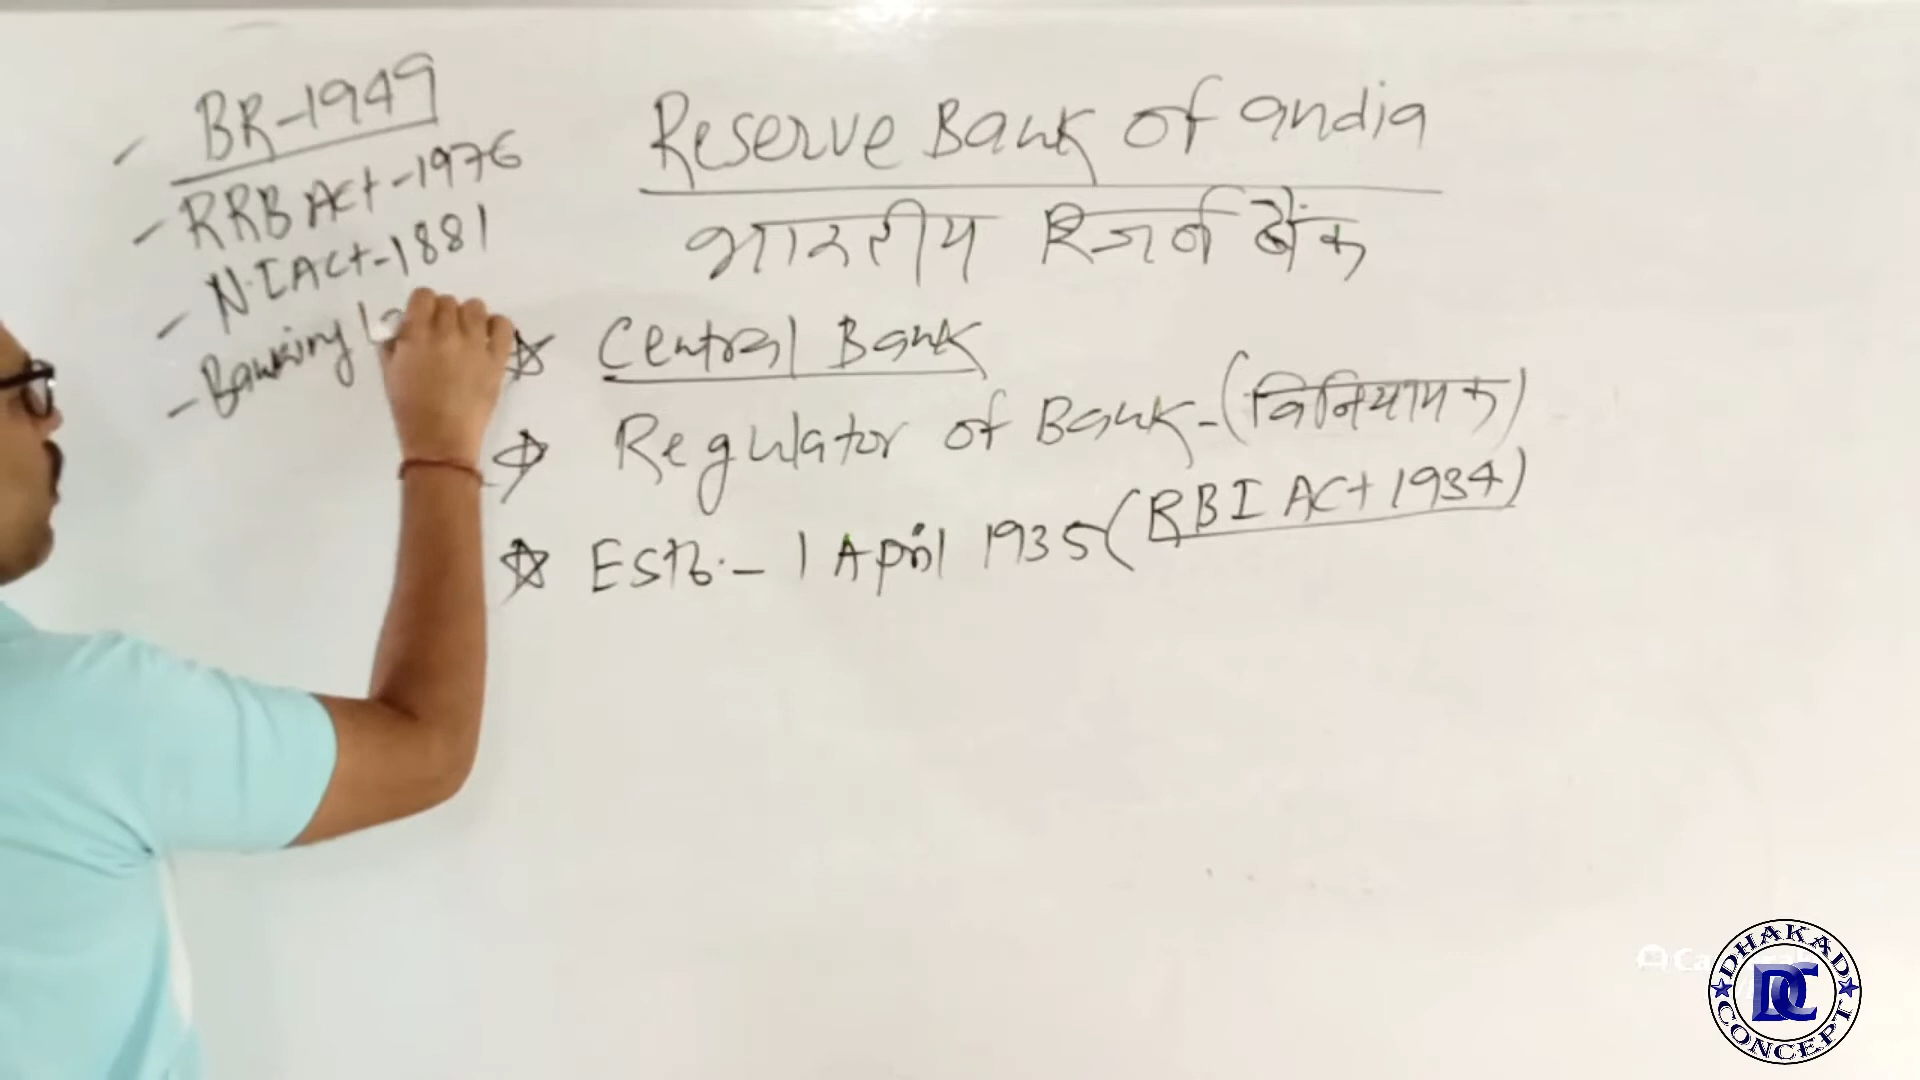 BR-1949
- RRB Act-1976
- N.I Act-1881
- Banking
Reserve Bank of India
भारतीय रिजर्व बैंक
Central Bank
Regulator of Bank-(विनियामक)
Estb.- 1 April 1935 (RBI Act 1934)
DHAKAD
DC
CONCEPT